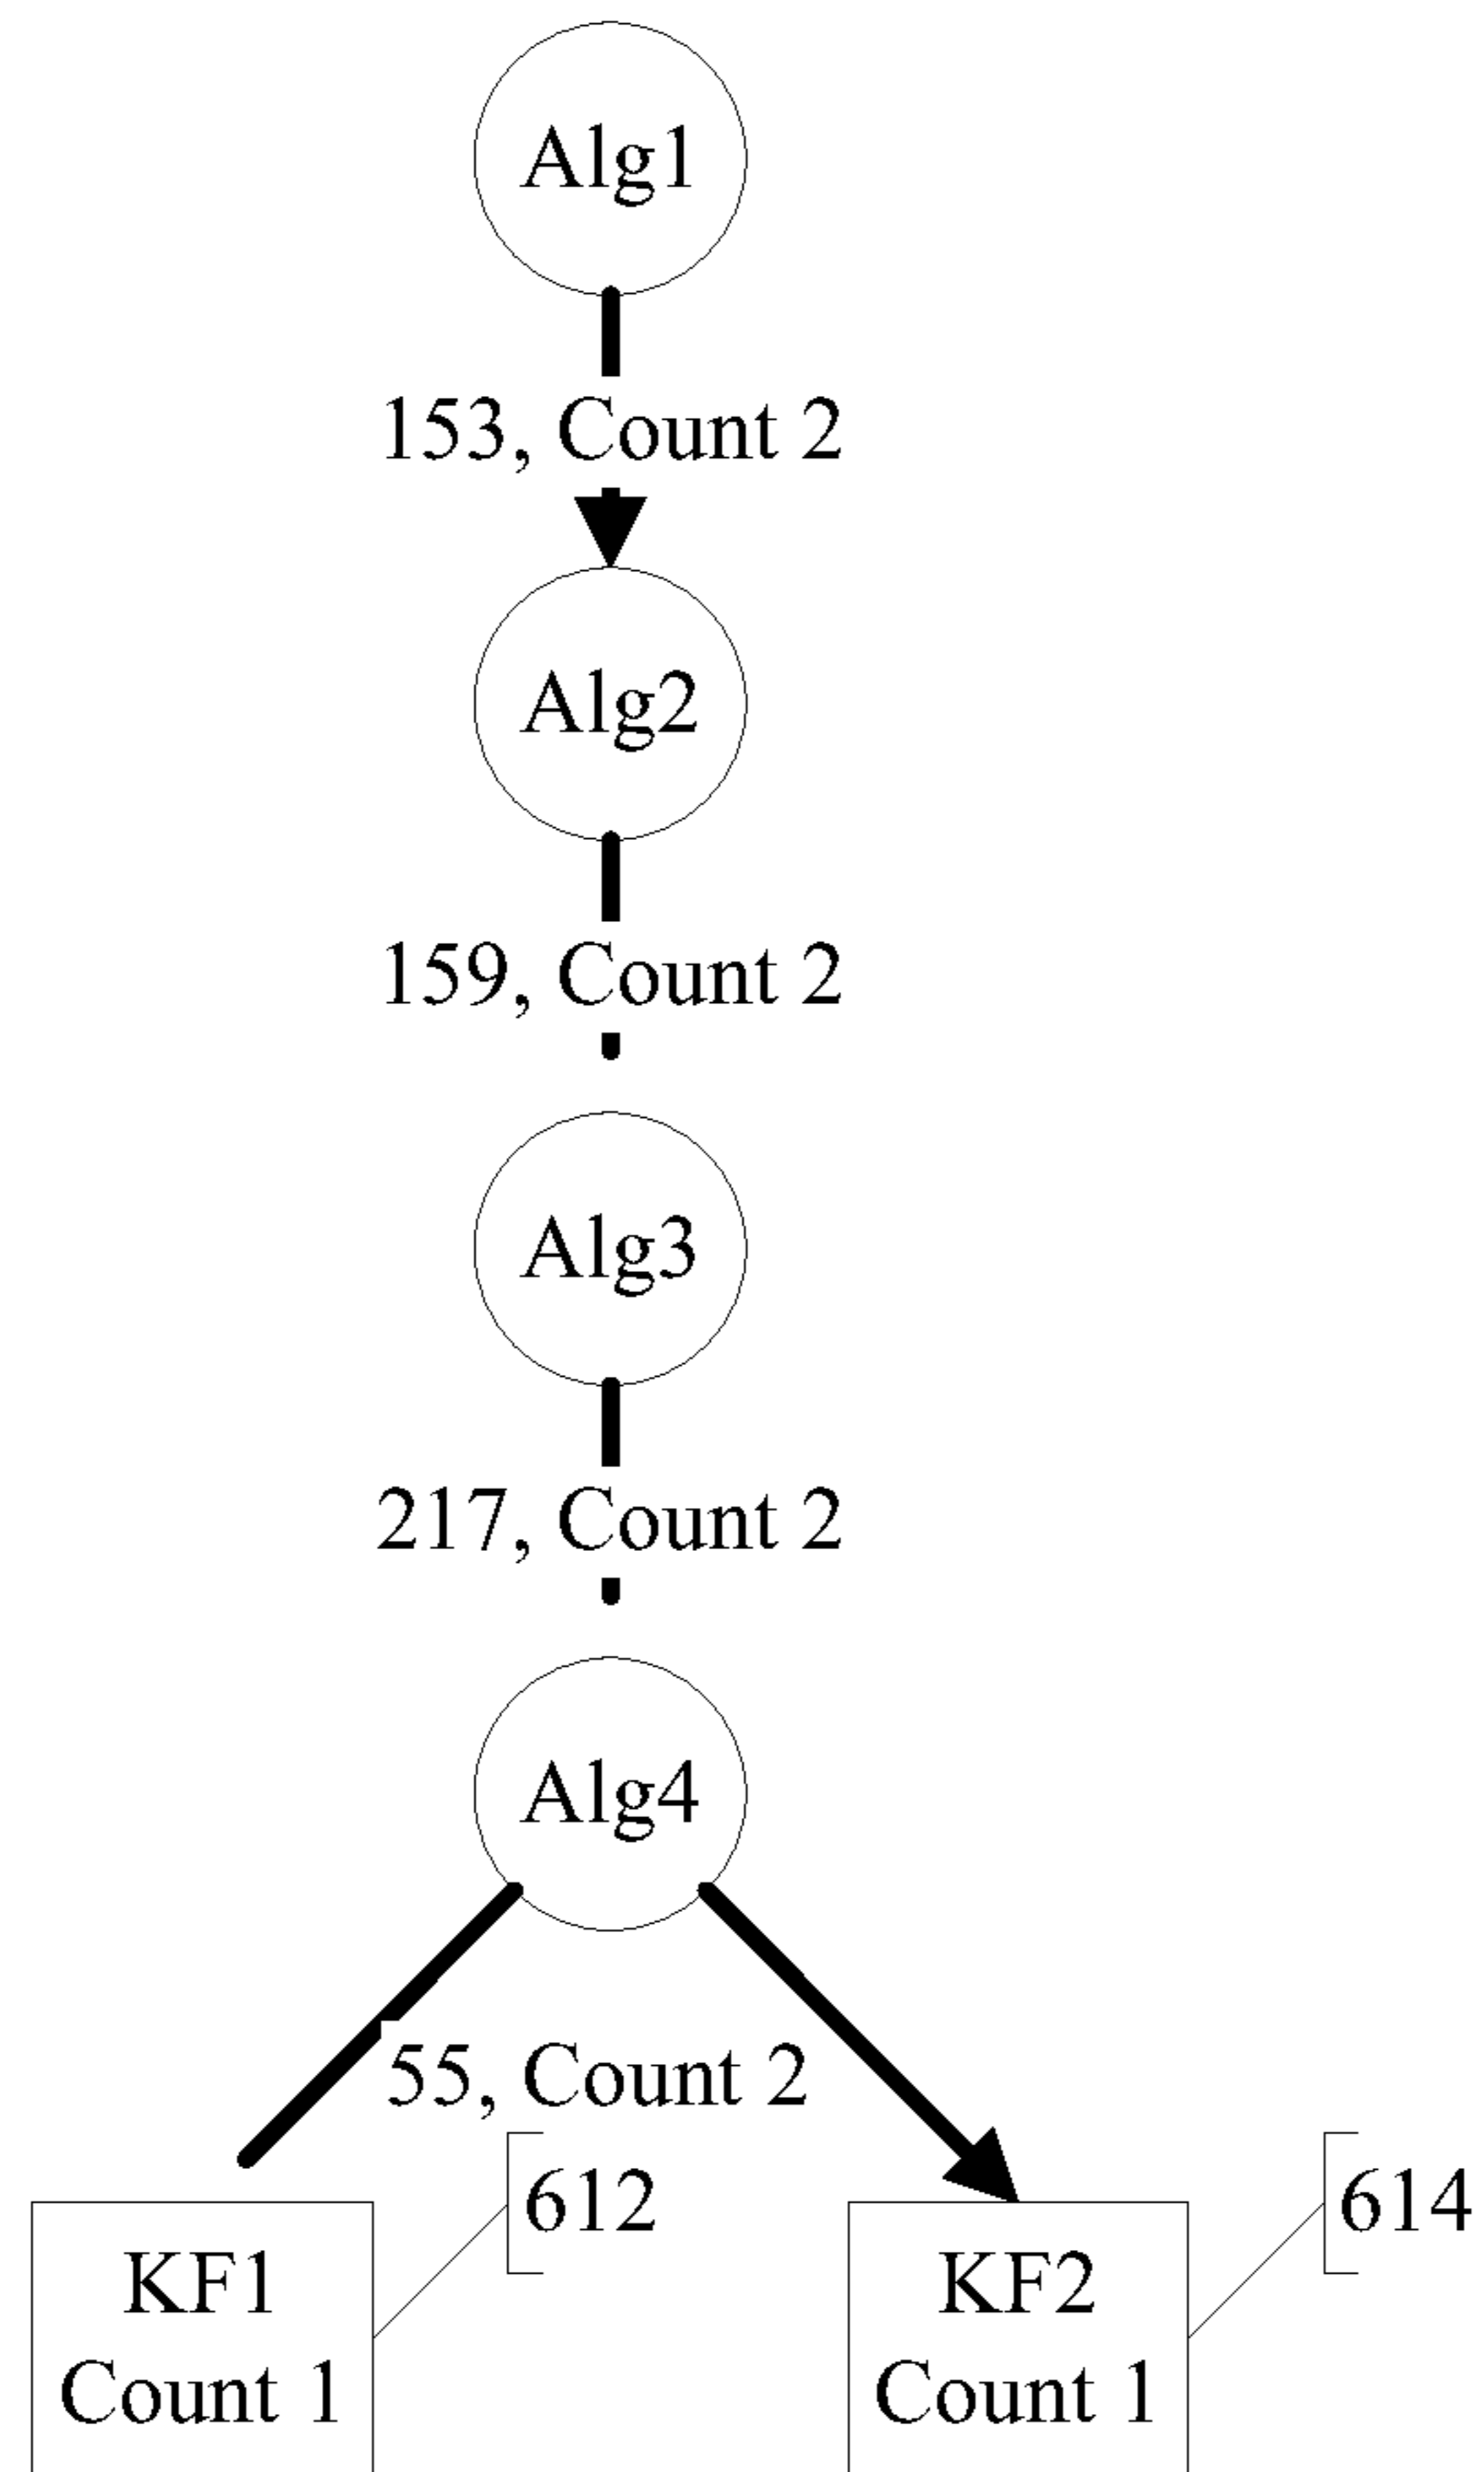 Alg1
153, Count 2
Alg2
159, Count 2
Alg3
217, Count 2
Alg4
55, Count 2
612
614
KF1
Count 1
KF2
Count 1